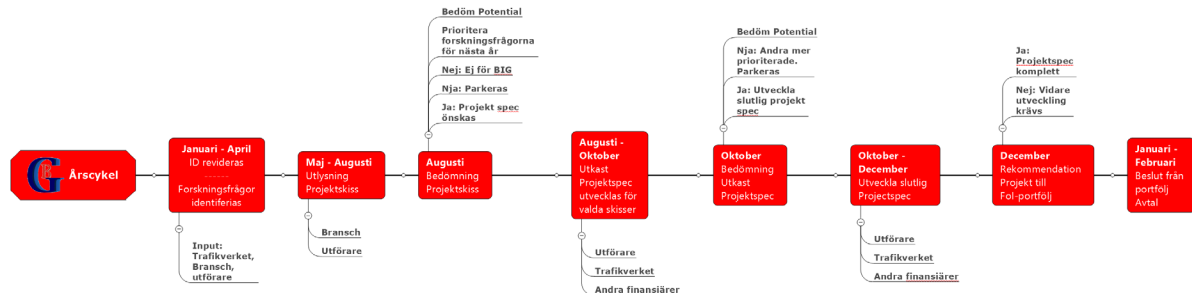 Årscykel
Januari - April
ID revideras
------
Forskningsfrågor
identiferias
Input:
Trafikverket,
Bransch,
utförare
Maj - Augusti
Utlysning
Projektskiss
Bransch
Utförare
Bedöm Potential
Prioritera
forskningsfrågorna
för nästa år
Nej: Ej för BIG
Nja: Parkeras
Ja: Projekt spec
önskas
Augusti
Bedömning
Projektskiss
Augusti -
Oktober
Utkast
Projektspec
utvecklas för
valda skisser
Utförare
Trafikverket
Andra finansiärer
Bedöm Potential
Nja: Andra mer
prioriterade.
Parkeras
Ja: Utveckla
slutlig projekt
spec
Oktober
Bedömning
Utkast
Projektspec
Oktober -
December
Utveckla slutlig
Projectspec
Utförare
Trafikverket
Andra finansiärer
Ja:
Projektspec
komplett
Nej: Vidare
utveckling
krävs
December
Rekommendation
Projekt till
FoI-portfölj
Januari -
Februari
Beslut från
portfölj
Avtal